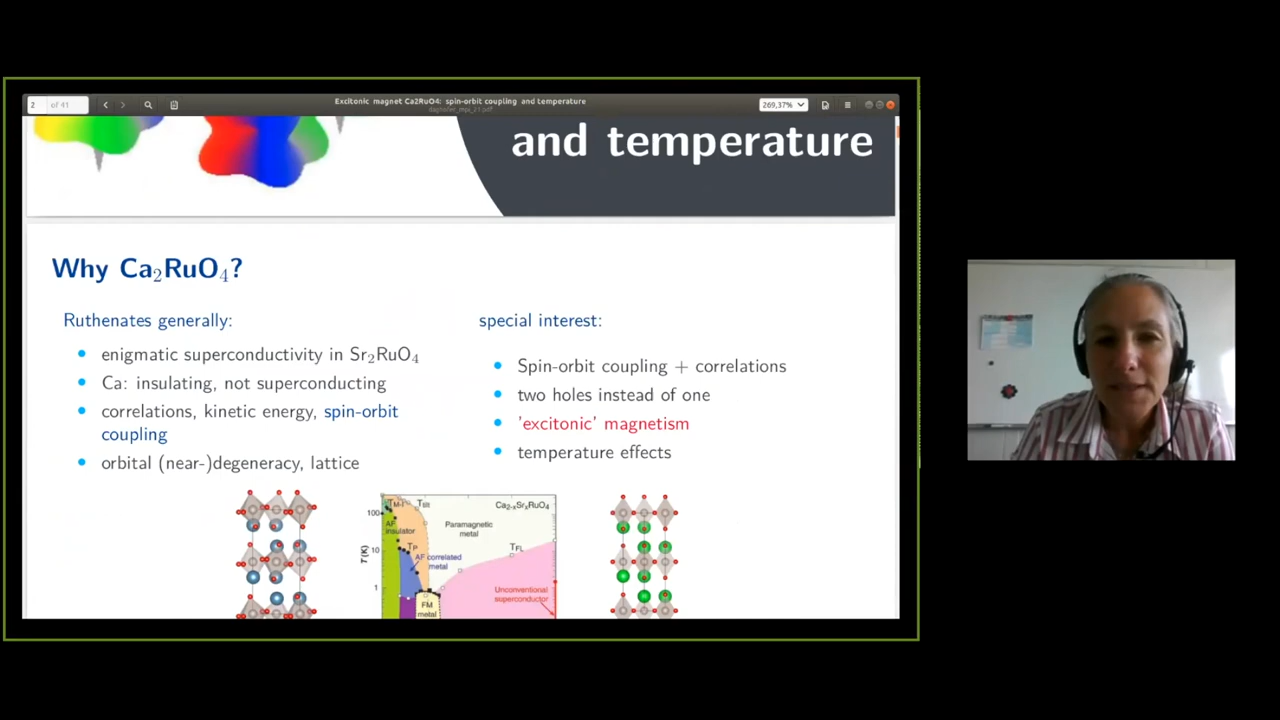 2 of 41
Excitonic magnet Ca2RuO4: spin-orbit coupling and temperature
269,37%
and temperature
Why Ca₂RuO₄?
Ruthenates generally:
• enigmatic superconductivity in Sr₂RuO₄
• Ca: insulating, not superconducting
• correlations, kinetic energy, spin-orbit
coupling
• orbital (near-)degeneracy, lattice
special interest:
• Spin-orbit coupling + correlations
• two holes instead of one
• 'excitonic' magnetism
• temperature effects
Ca₂₋ₓSrₓRuO₄
T(K)
100
10
1
AF
insulator
Paramagnetic
metal
T_P
AF correlated
metal
T_FL
Unconventional
superconductor
FM
metal